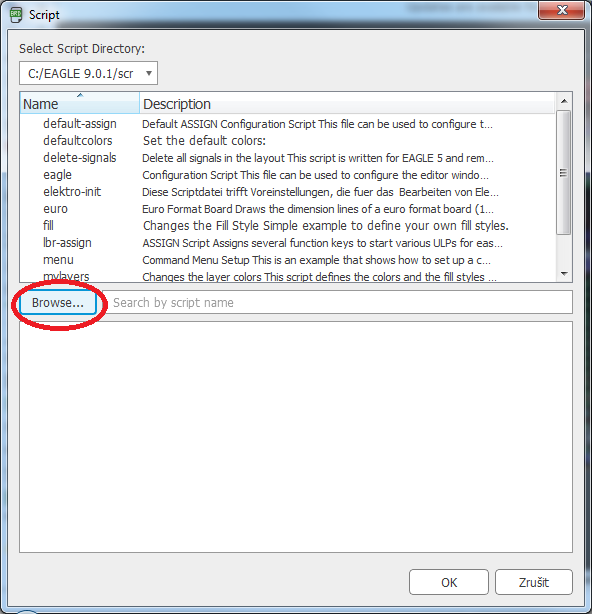 Script
Select Script Directory:
C:/EAGLE 9.0.1/scr
Name Description
default-assign Default ASSIGN Configuration Script This file can be used to configure t...
defaultcolors Set the default colors:
delete-signals Delete all signals in the layout This script is written for EAGLE 5 and rem...
eagle Configuration Script This file can be used to configure the editor windo...
elektro-init Diese Scriptdatei trifft Voreinstellungen, die fuer das Bearbeiten von Ele...
euro Euro Format Board Draws the dimension lines of a euro format board (1...
fill Changes the Fill Style Simple example to define your own fill styles.
lbr-assign ASSIGN Script Assigns several function keys to start various ULPs for eas...
menu Command Menu Setup This is an example that shows how to set up a c...
mylayers Changes the layer colors This script defines the colors and the fill styles ...
Browse... Search by script name
OK Zrušit